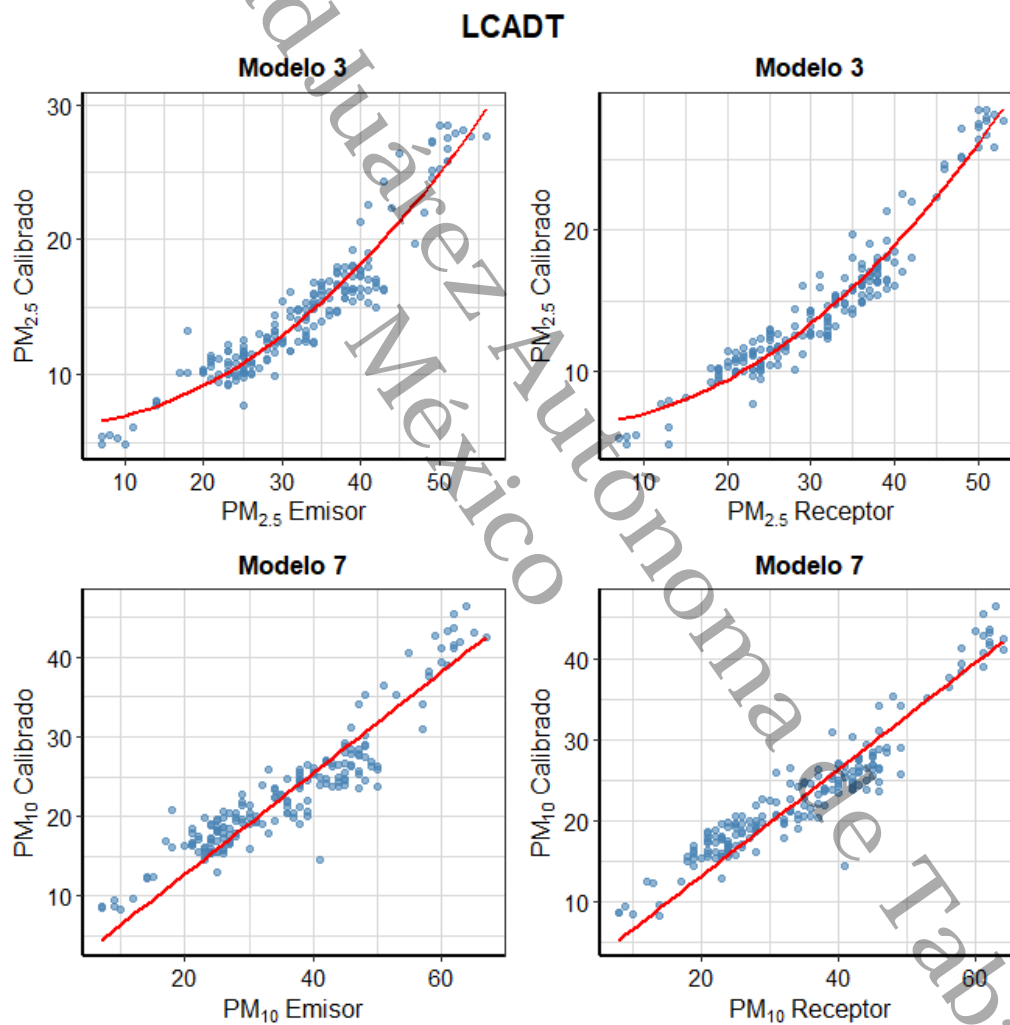 LCADT
Modelo 3
Modelo 3
30
20
10
PM2.5 Calibrado
10 20 30 40 50
PM2.5 Emisor
20
10
PM2.5 Calibrado
10 20 30 40 50
PM2.5 Receptor
Modelo 7
Modelo 7
40
30
20
10
PM10 Calibrado
20 40 60
PM10 Emisor
40
30
20
10
PM10 Calibrado
20 40 60
PM10 Receptor
Juárez Autonoma de Tab
México